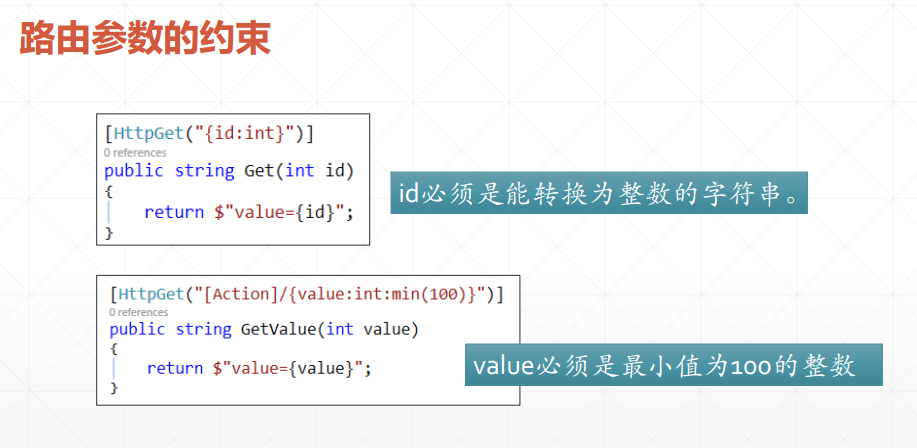 路由参数的约束
[HttpGet("{id:int}")]
0 references
public string Get(int id)
{
return $"value={id}";
}
id必须是能转换为整数的字符串。
[HttpGet("[Action]/{value:int:min(100)}")]
0 references
public string GetValue(int value)
{
return $"value={value}";
}
value必须是最小值为100的整数